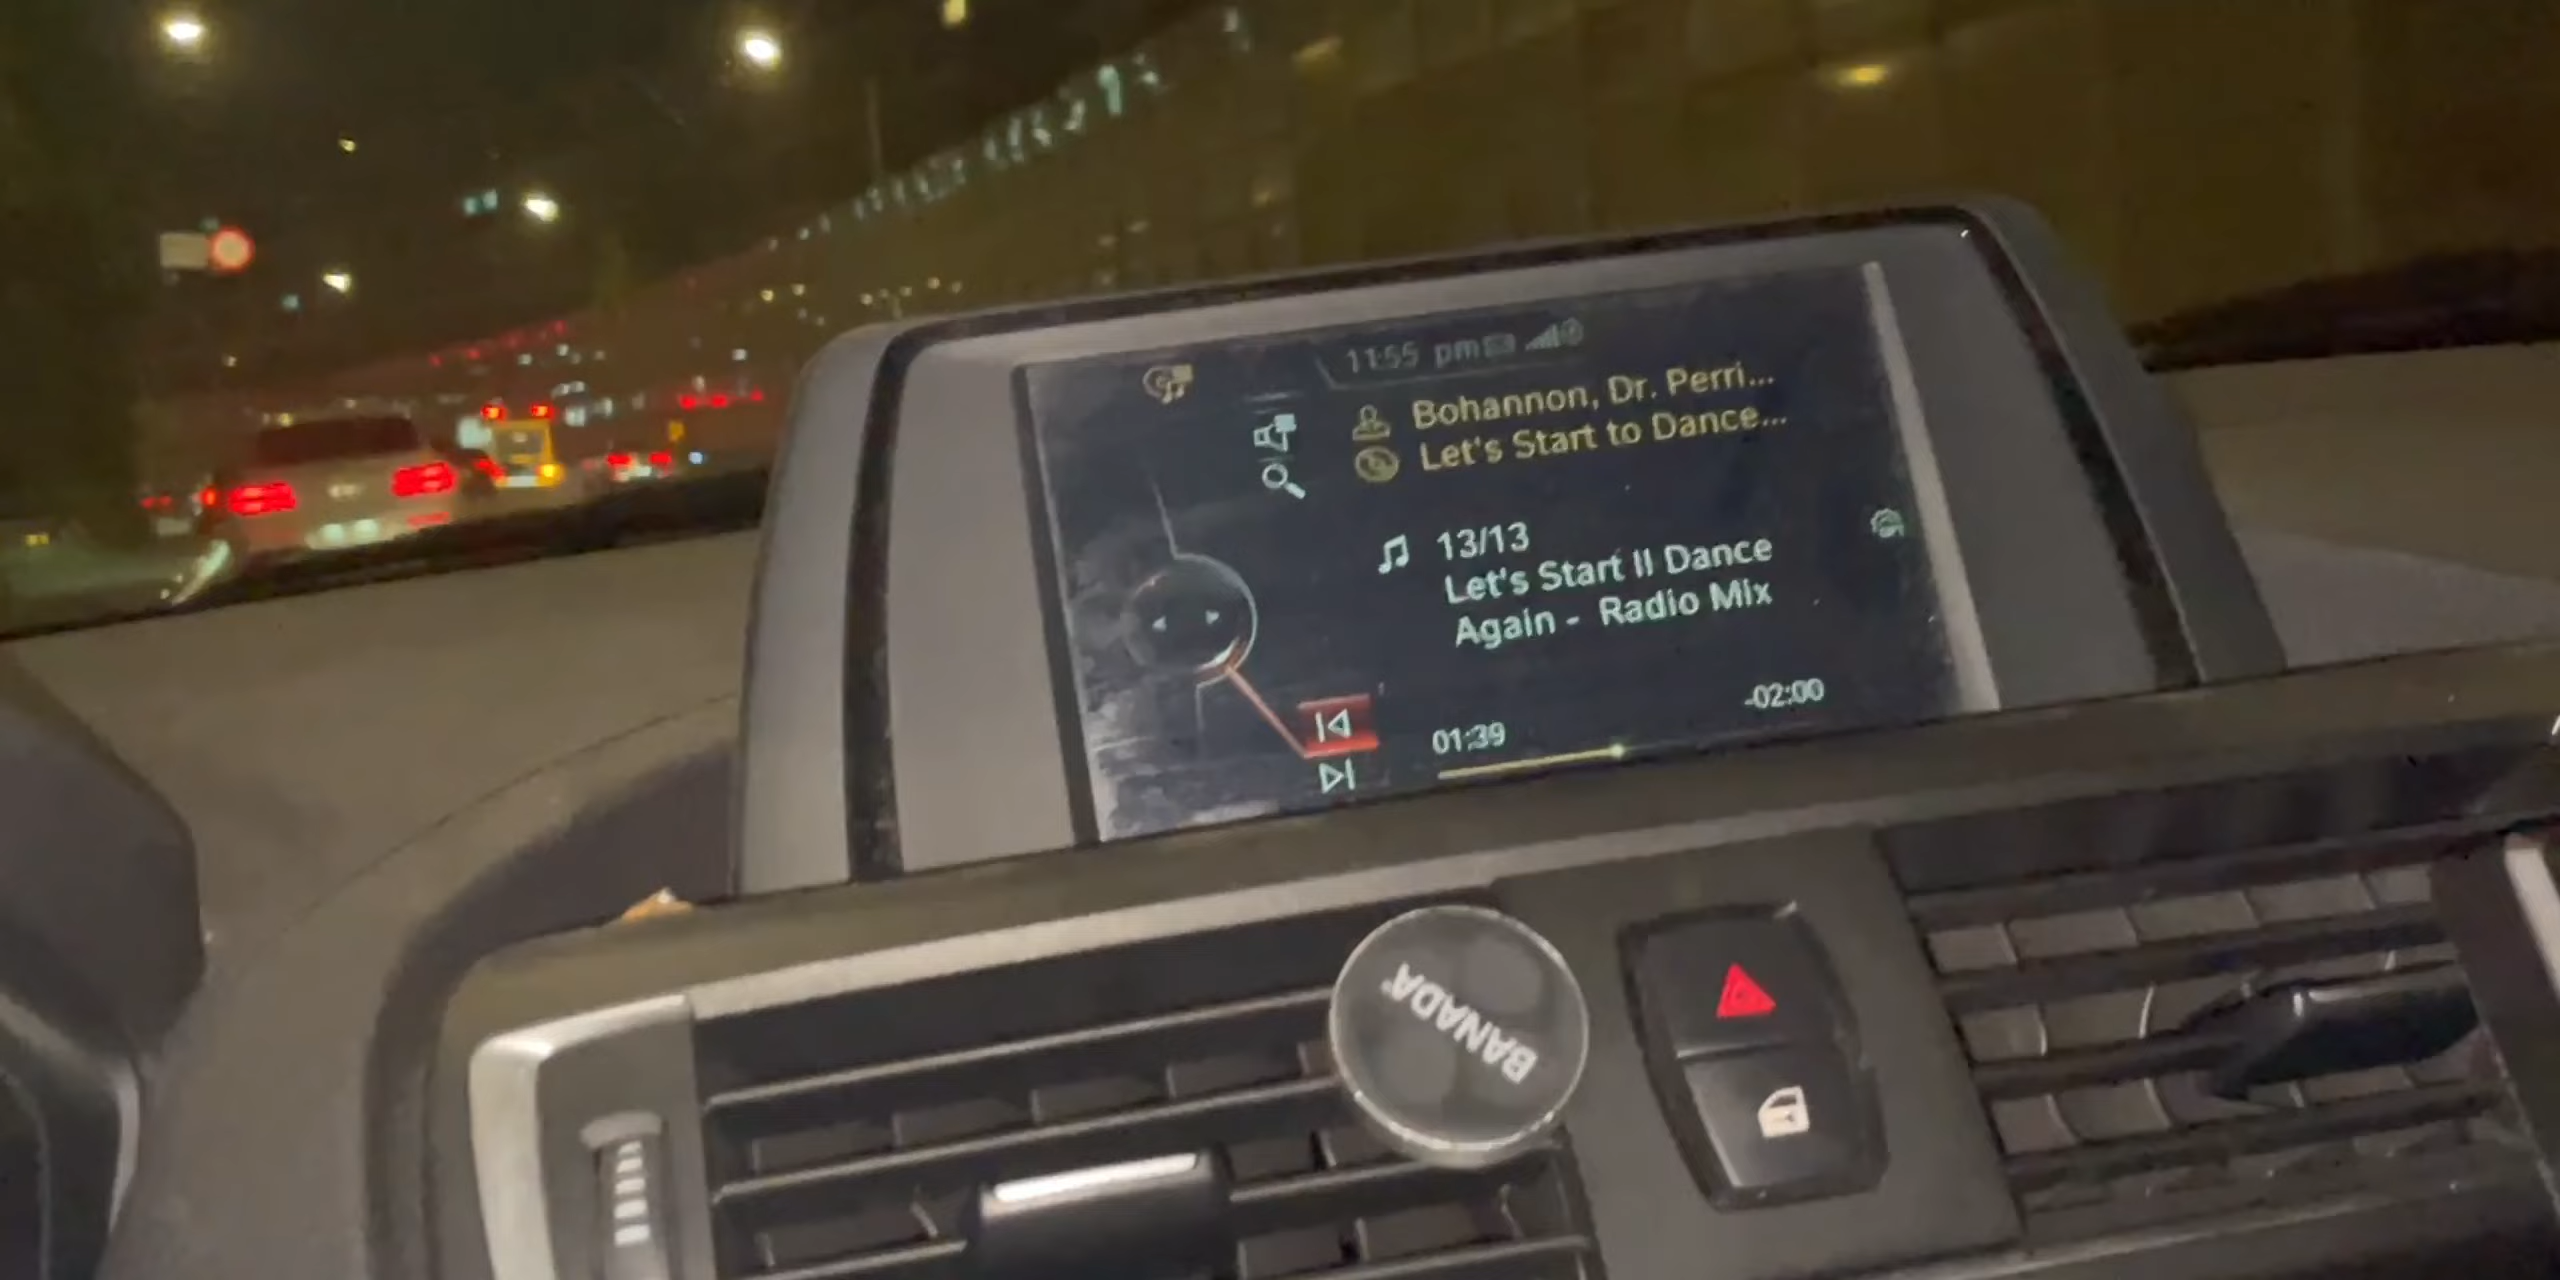 11:55 pm
Bohannon, Dr. Perri...
Let's Start to Dance...
13/13
Let's Start II Dance
Again - Radio Mix
01:39
-02:00
BANADA